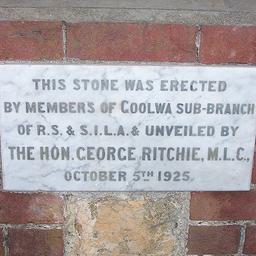 THIS STONE WAS ERECTED
BY MEMBERS OF COOLWA SUB-BRANCH
OF R.S. & S.I.L.A. & UNVEILED BY
THE HON. GEORGE RITCHIE, M.L.C.,
OCTOBER 5TH 1925.